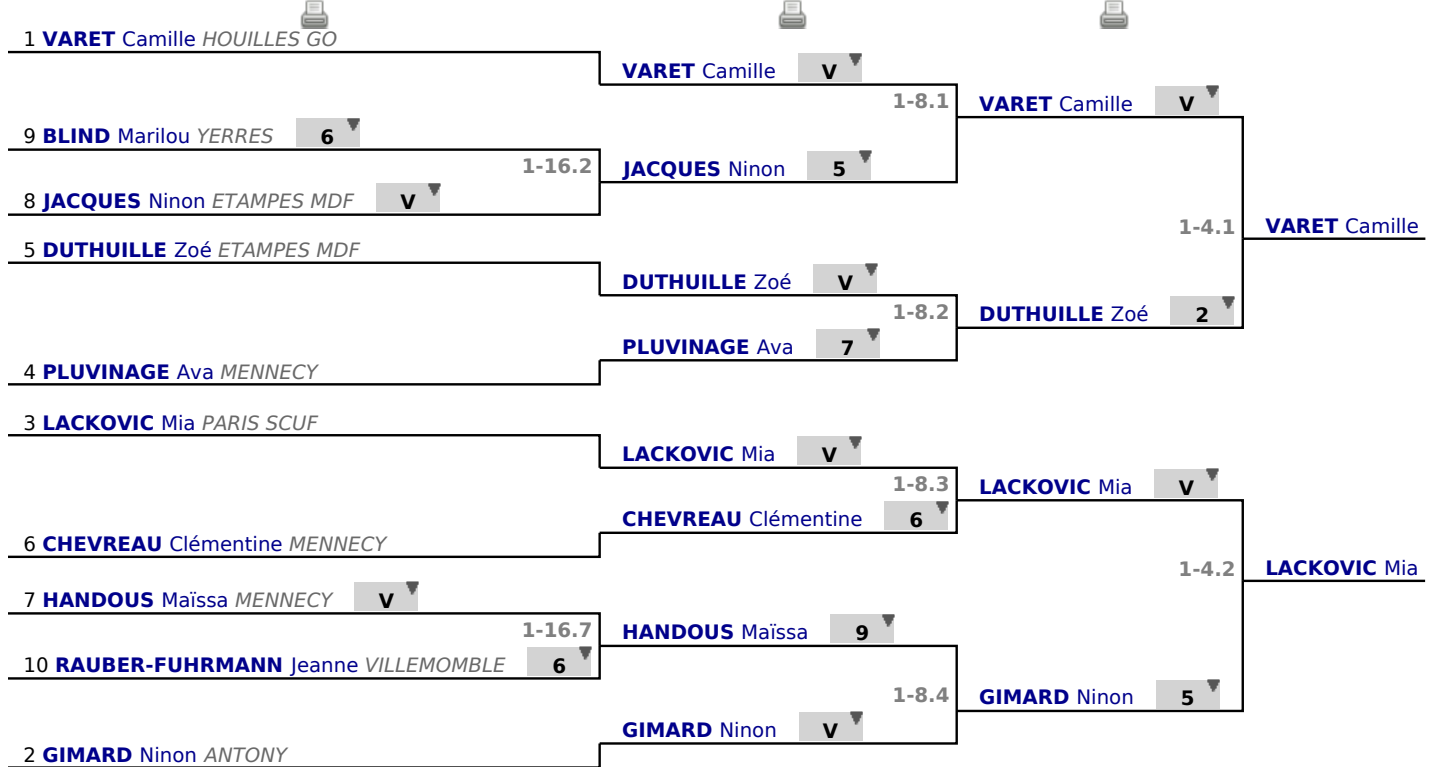 1 VARET Camille HOUILLES GO
VARET Camille V
1-8.1
VARET Camille V
9 BLIND Marilou YERRES 6
1-16.2
JACQUES Ninon 5
8 JACQUES Ninon ETAMPES MDF V
1-4.1
VARET Camille
5 DUTHUILLE Zoé ETAMPES MDF
DUTHUILLE Zoé V
1-8.2
DUTHUILLE Zoé 2
PLUVINAGE Ava 7
4 PLUVINAGE Ava MENNECY
3 LACKOVIC Mia PARIS SCUF
LACKOVIC Mia V
1-8.3
LACKOVIC Mia V
CHEVREAU Clémentine 6
6 CHEVREAU Clémentine MENNECY
1-4.2
LACKOVIC Mia
7 HANDOUS Maïssa MENNECY V
1-16.7
HANDOUS Maïssa 9
10 RAUBER-FUHRMANN Jeanne VILLEMOMBLE 6
1-8.4
GIMARD Ninon 5
GIMARD Ninon V
2 GIMARD Ninon ANTONY